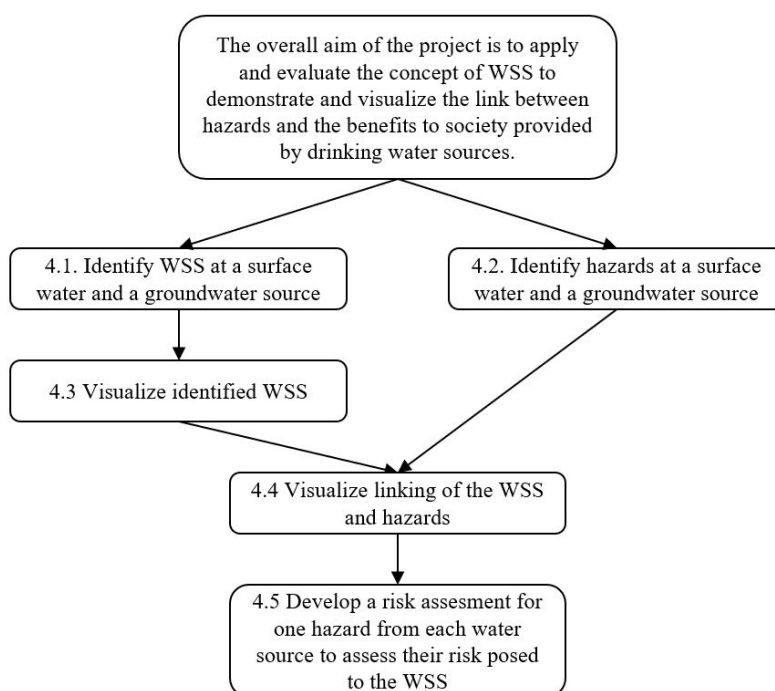 The overall aim of the project is to apply
and evaluate the concept of WSS to
demonstrate and visualize the link between
hazards and the benefits to society provided
by drinking water sources.
4.1. Identify WSS at a surface
water and a groundwater source
4.2. Identify hazards at a surface
water and a groundwater source
4.3 Visualize identified WSS
4.4 Visualize linking of the WSS
and hazards
4.5 Develop a risk assesment for
one hazard from each water
source to assess their risk posed
to the WSS